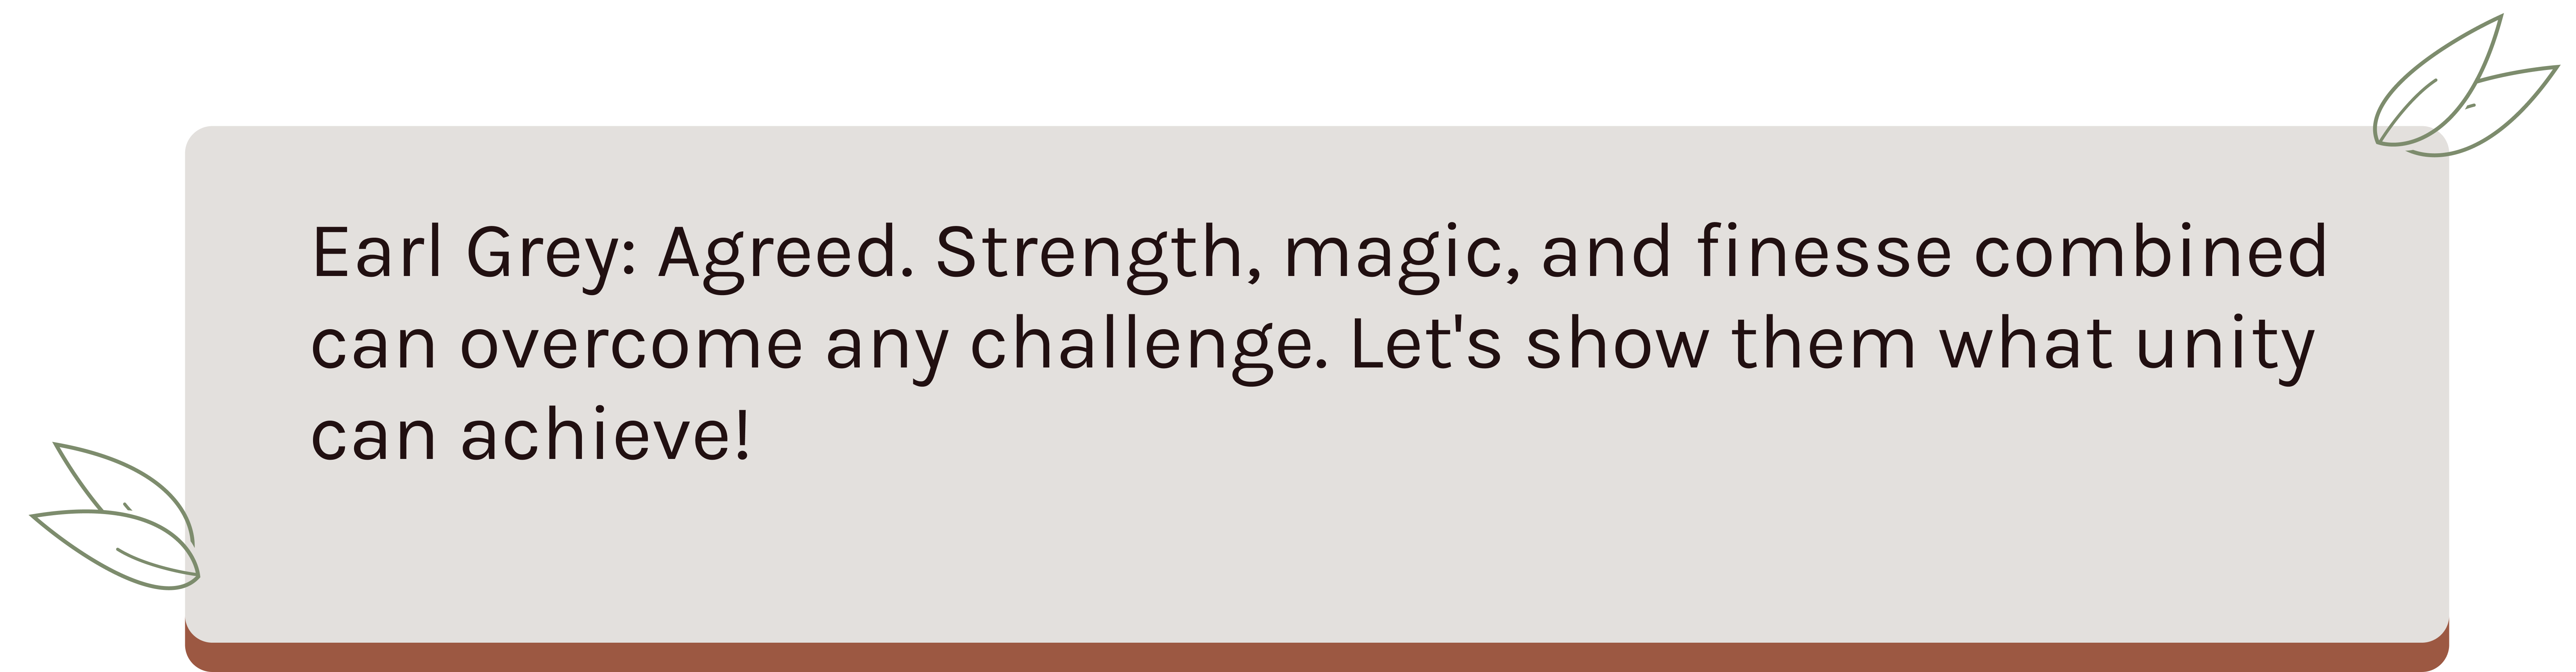 Earl Grey: Agreed. Strength, magic, and finesse combined
can overcome any challenge. Let's show them what unity
can achieve!